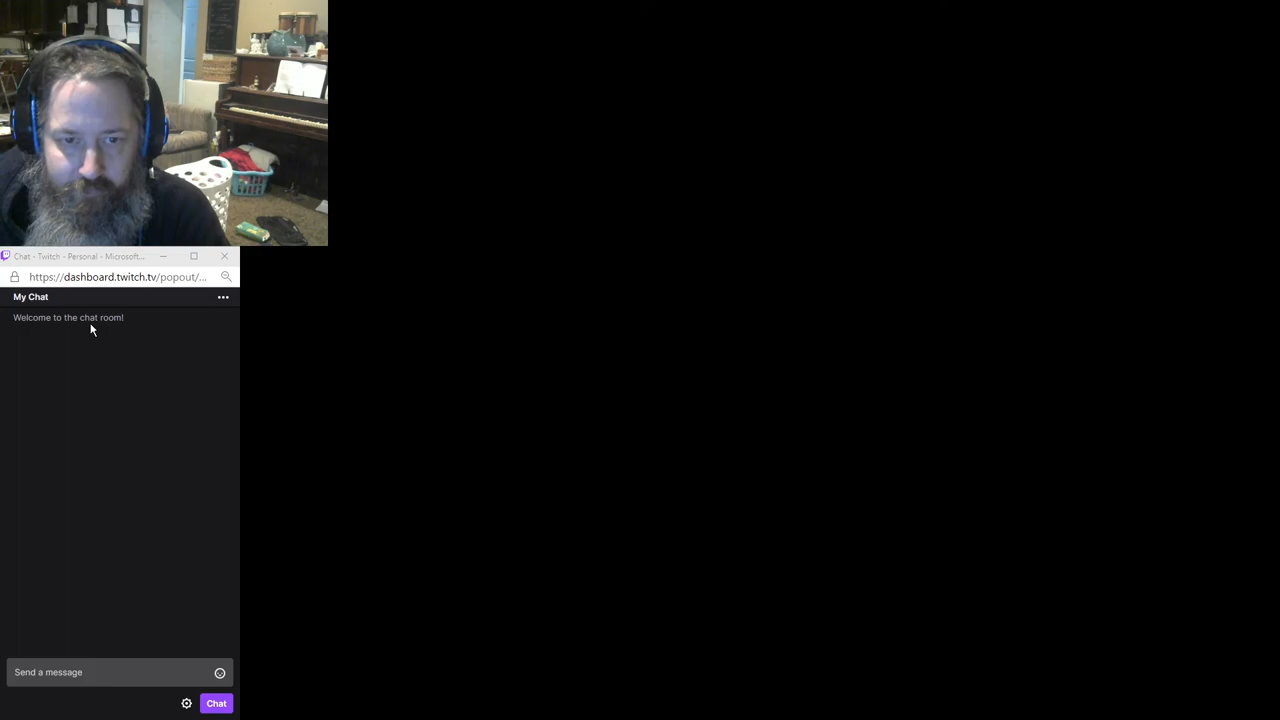 Chat - Twitch - Personal - Microsoft...
https://dashboard.twitch.tv/popout/...
My Chat
Welcome to the chat room!
Send a message
Chat